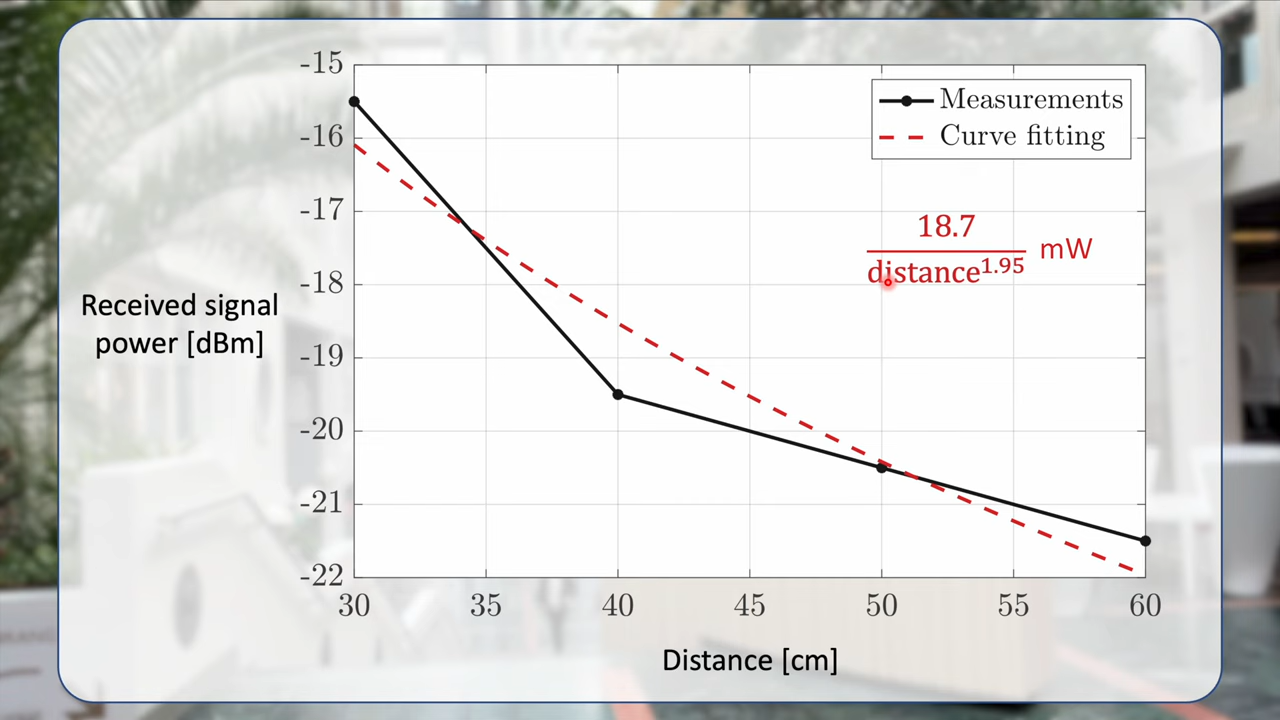 -15
-16
-17
-18
-19
-20
-21
-22
30 35 40 45 50 55 60
Received signal
power [dBm]
Distance [cm]
Measurements
Curve fitting
18.7
distance^1.95 mW